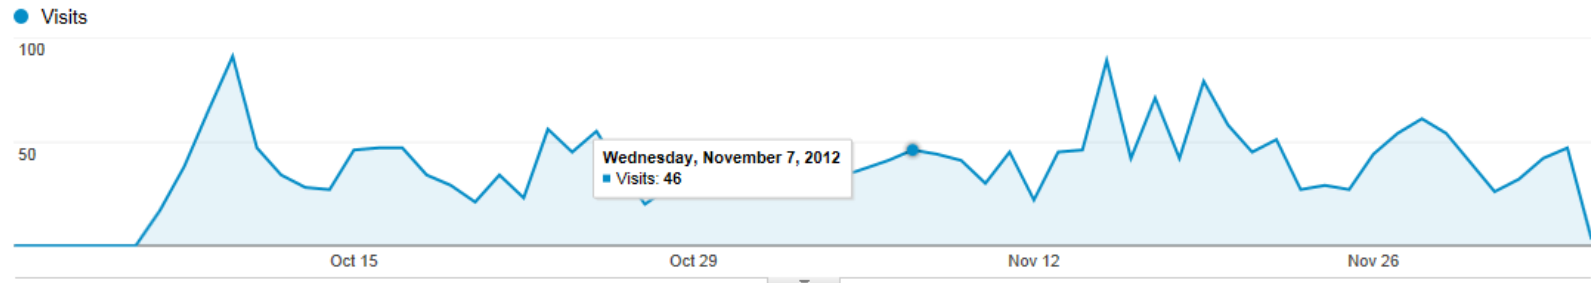 Visits
100
50
Wednesday, November 7, 2012
Visits: 46
Oct 15
Oct 29
Nov 12
Nov 26